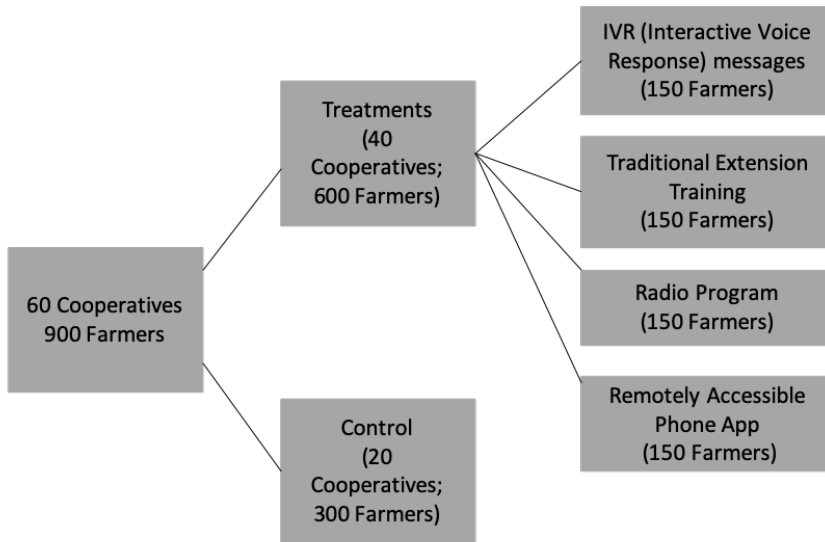 60 Cooperatives
900 Farmers
Treatments
(40
Cooperatives;
600 Farmers)
Control
(20
Cooperatives;
300 Farmers)
IVR (Interactive Voice
Response) messages
(150 Farmers)
Traditional Extension
Training
(150 Farmers)
Radio Program
(150 Farmers)
Remotely Accessible
Phone App
(150 Farmers)